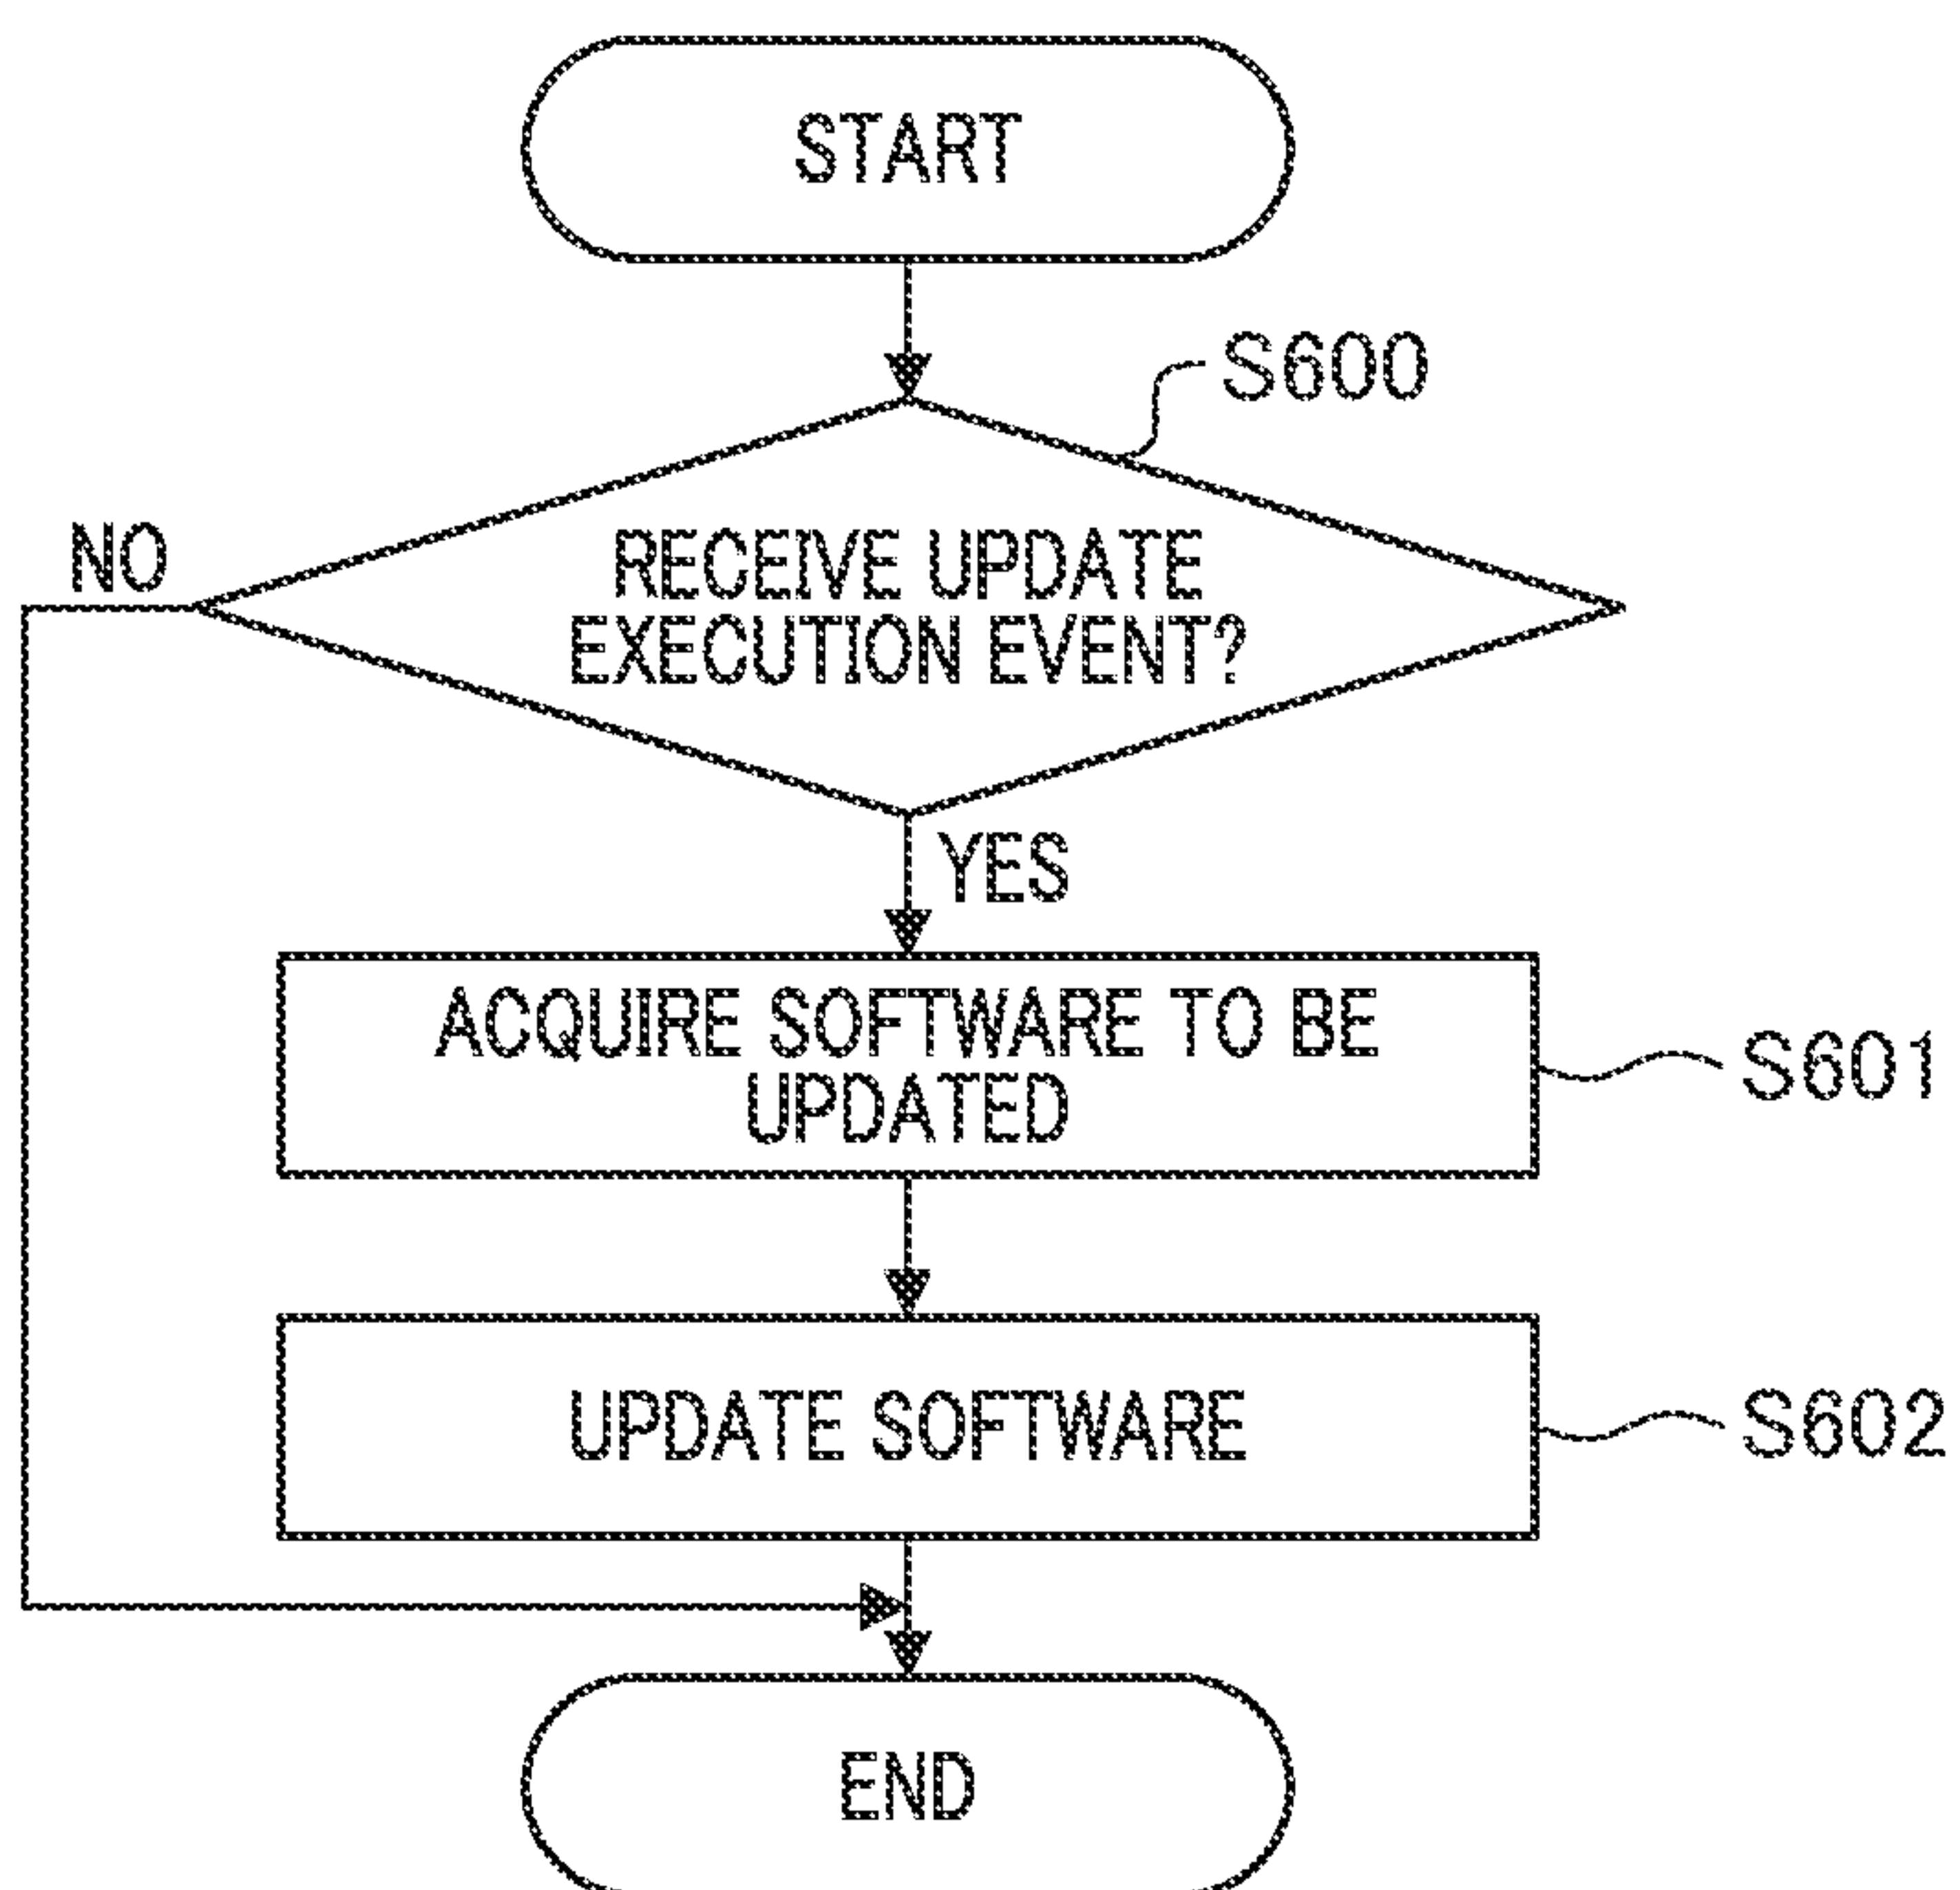 START
S600
NO
RECEIVE UPDATE
EXECUTION EVENT?
YES
ACQUIRE SOFTWARE TO BE
UPDATED
S601
UPDATE SOFTWARE
S602
END